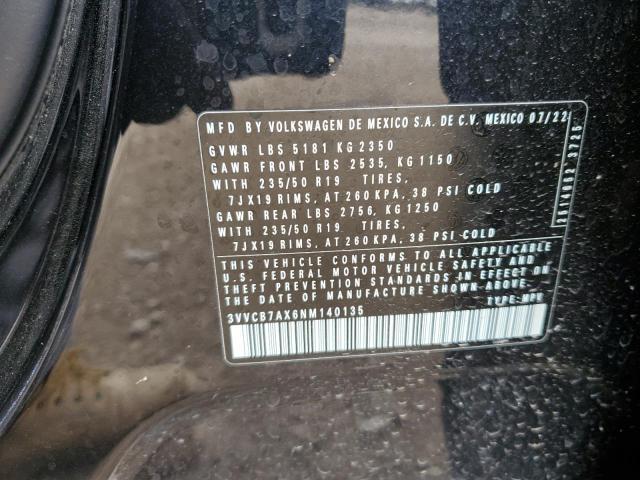 MFD BY VOLKSWAGEN DE MEXICO S.A. DE C.V. MEXICO 07/22
GVWR LBS 5181 KG 2350
GAWR FRONT LBS 2535, KG 1150
WITH 235/50 R19 TIRES,
7JX19 RIMS, AT 260 KPA, 38 PSI COLD
GAWR REAR LBS 2756, KG 1250
WITH 235/50 R19 TIRES,
7JX19 RIMS, AT 260 KPA, 38 PSI COLD
THIS VEHICLE CONFORMS TO ALL APPLICABLE
U.S. FEDERAL MOTOR VEHICLE SAFETY AND
THEFT PREVENTION STANDARDS IN EFFECT ON
THE DATE OF MANUFACTURE SHOWN ABOVE.
3VVCB7AX6NM140135 TYPE MPV